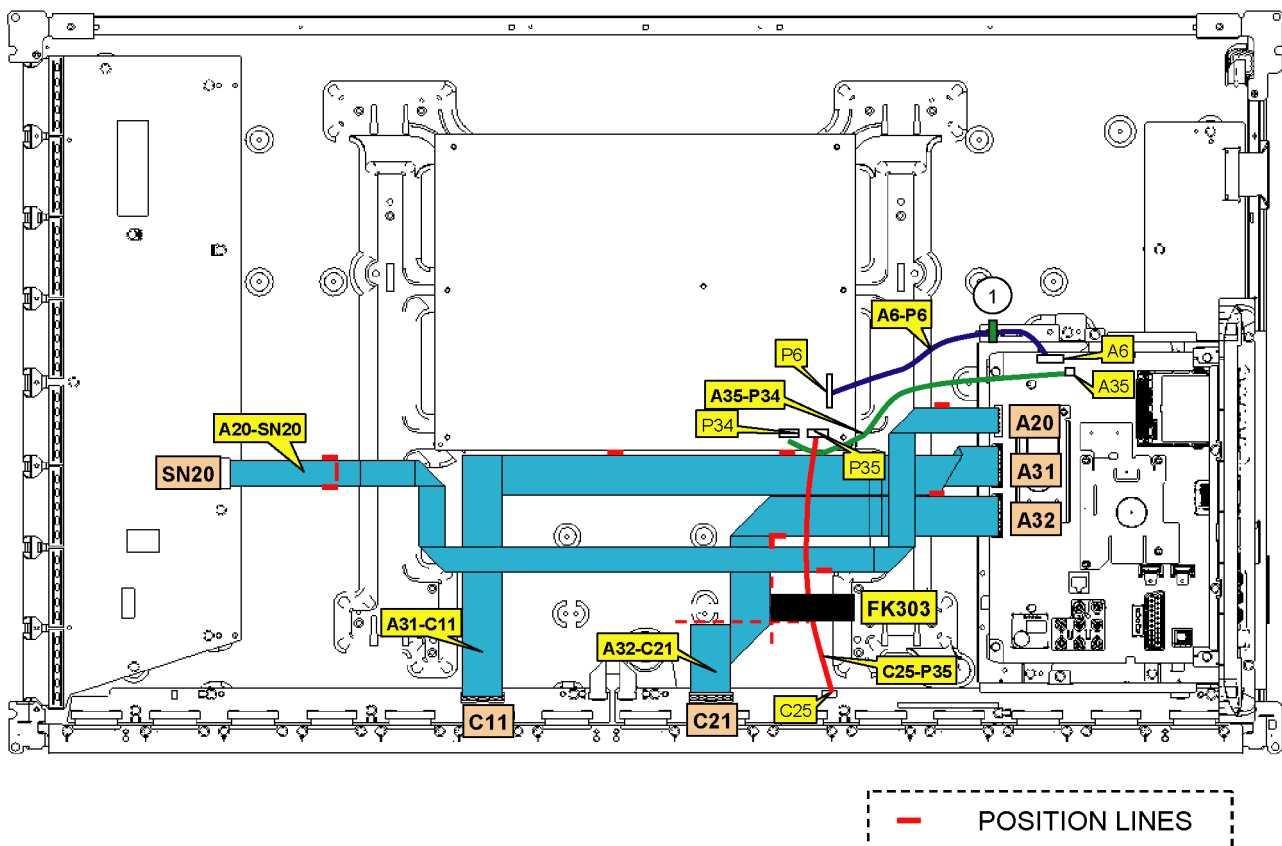 1
A6-P6
P6
A6
A35
A35-P34
P34
P35
A20-SN20
SN20
A20
A31
A32
A31-C11
A32-C21
FK303
C25-P35
C25
C11
C21
POSITION LINES